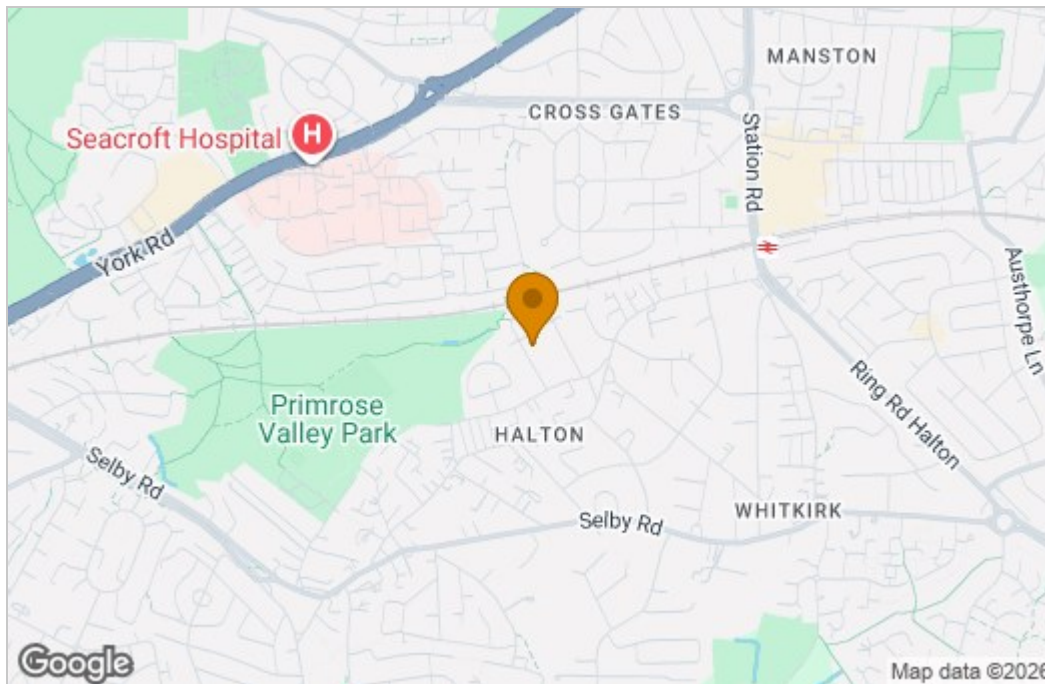 MANSTON
CROSS GATES
Seacroft Hospital
H
Station Rd
York Rd
Austhorpe Ln
Primrose
Valley Park
Ring Rd Halton
HALTON
Selby Rd
Selby Rd
WHITKIRK
Google
Map data ©2026